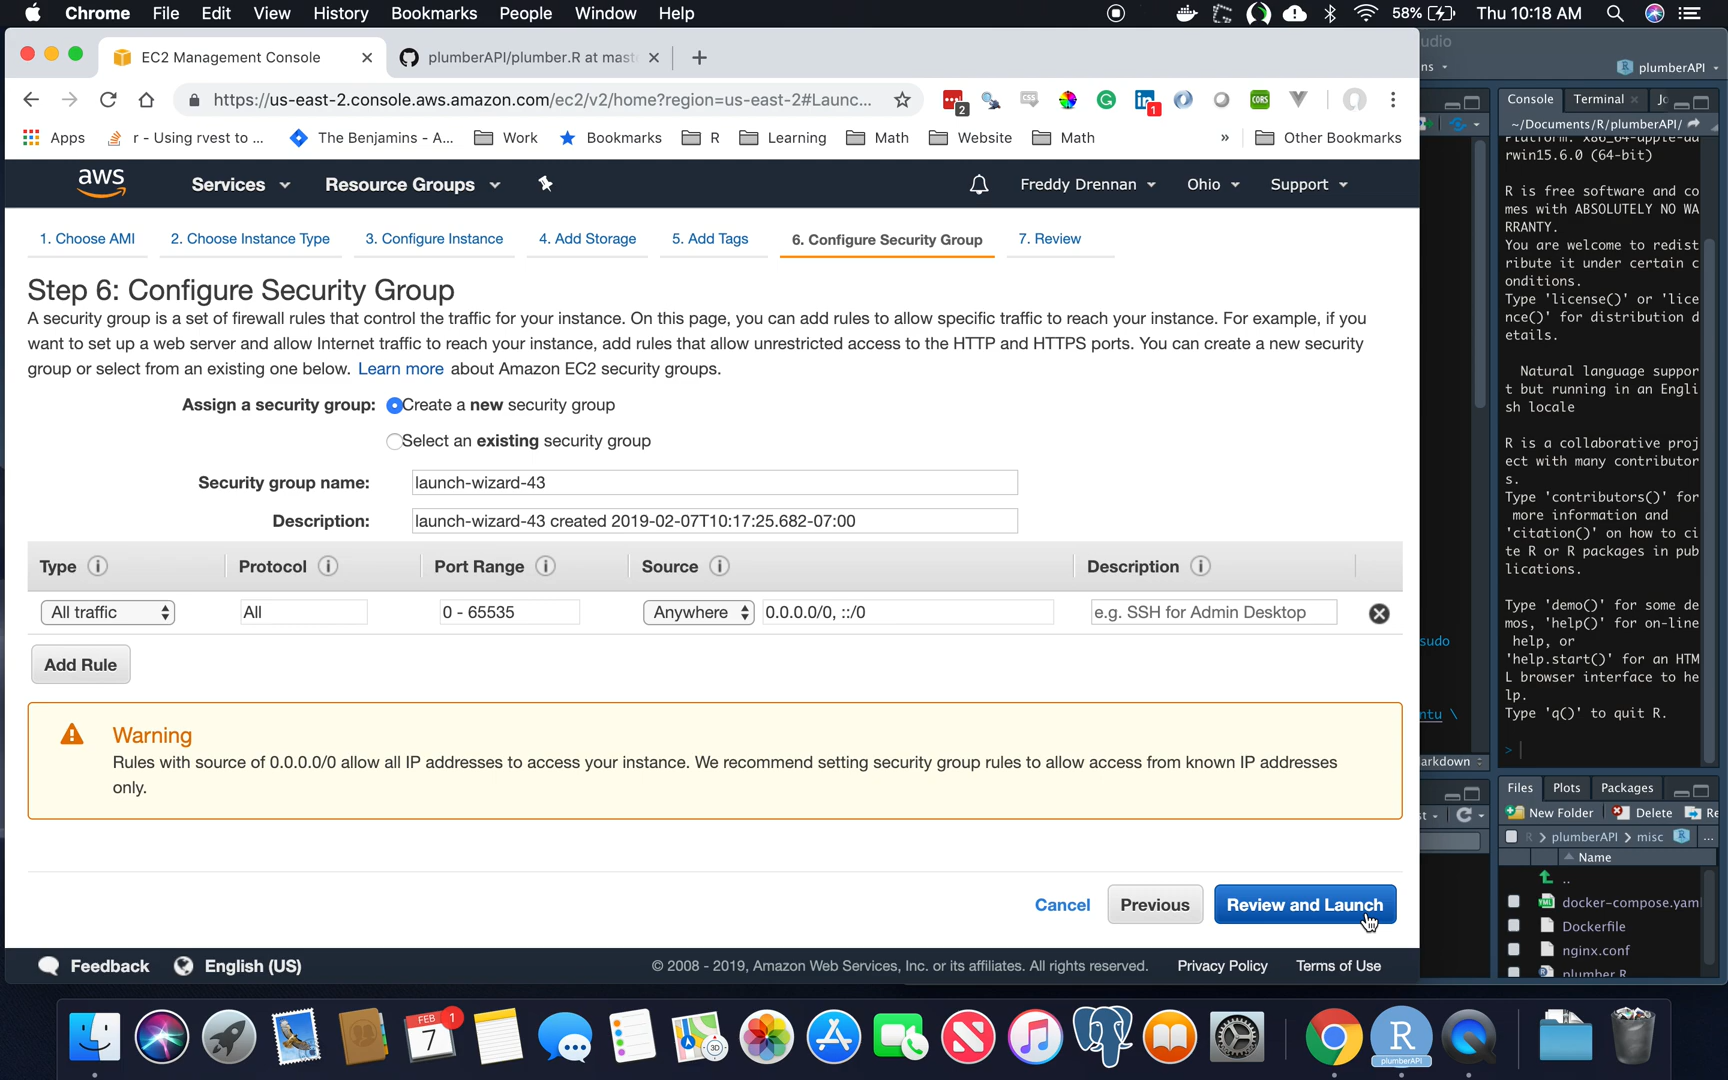 Chrome File Edit View History Bookmarks People Window Help 58% Thu 10:18 AM
EC2 Management Console plumberAPI/plumber.R at mast
https://us-east-2.console.aws.amazon.com/ec2/v2/home?region=us-east-2#Launc...
Apps r - Using rvest to ... The Benjamins - A... Work Bookmarks R Learning Math Website Math » Other Bookmarks
aws Services Resource Groups Freddy Drennan Ohio Support
1. Choose AMI 2. Choose Instance Type 3. Configure Instance 4. Add Storage 5. Add Tags 6. Configure Security Group 7. Review
Step 6: Configure Security Group
A security group is a set of firewall rules that control the traffic for your instance. On this page, you can add rules to allow specific traffic to reach your instance. For example, if you
want to set up a web server and allow Internet traffic to reach your instance, add rules that allow unrestricted access to the HTTP and HTTPS ports. You can create a new security
group or select from an existing one below. Learn more about Amazon EC2 security groups.
Assign a security group: Create a new security group
Select an existing security group
Security group name: launch-wizard-43
Description: launch-wizard-43 created 2019-02-07T10:17:25.682-07:00
Type Protocol Port Range Source Description
All traffic All 0 - 65535 Anywhere 0.0.0.0/0, ::/0 e.g. SSH for Admin Desktop
Add Rule
Warning
Rules with source of 0.0.0.0/0 allow all IP addresses to access your instance. We recommend setting security group rules to allow access from known IP addresses
only.
Cancel Previous Review and Launch
Feedback English (US) © 2008 - 2019, Amazon Web Services, Inc. or its affiliates. All rights reserved. Privacy Policy Terms of Use
plumberAPI
Console Terminal
~/Documents/R/plumberAPI/
rwin15.6.0 (64-bit)
R is free software and co
mes with ABSOLUTELY NO WA
RRANTY.
You are welcome to redist
ribute it under certain c
onditions.
Type 'license()' or 'lice
nce()' for distribution d
etails.
Natural language suppor
t but running in an Engli
sh locale
R is a collaborative proj
ect with many contributor
s.
Type 'contributors()' for
more information and
'citation()' on how to ci
te R or R packages in pub
lications.
Type 'demo()' for some de
mos, 'help()' for on-line
help, or
'help.start()' for an HTM
L browser interface to he
lp.
Type 'q()' to quit R.
>
sudo
ntu \
arkdown
Files Plots Packages
New Folder Delete Re
R plumberAPI misc
Name
..
docker-compose.yaml
Dockerfile
nginx.conf
plumber.R
FEB 7 1
plumberAPI